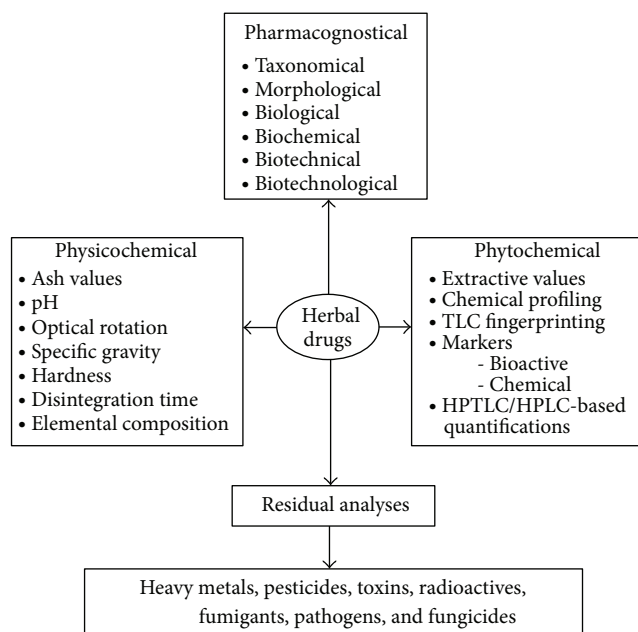 Pharmacognostical
• Taxonomical
• Morphological
• Biological
• Biochemical
• Biotechnical
• Biotechnological
Physicochemical
• Ash values
• pH
• Optical rotation
• Specific gravity
• Hardness
• Disintegration time
• Elemental composition
Herbal
drugs
Phytochemical
• Extractive values
• Chemical profiling
• TLC fingerprinting
• Markers
- Bioactive
- Chemical
• HPTLC/HPLC-based
quantifications
Residual analyses
Heavy metals, pesticides, toxins, radioactives,
fumigants, pathogens, and fungicides